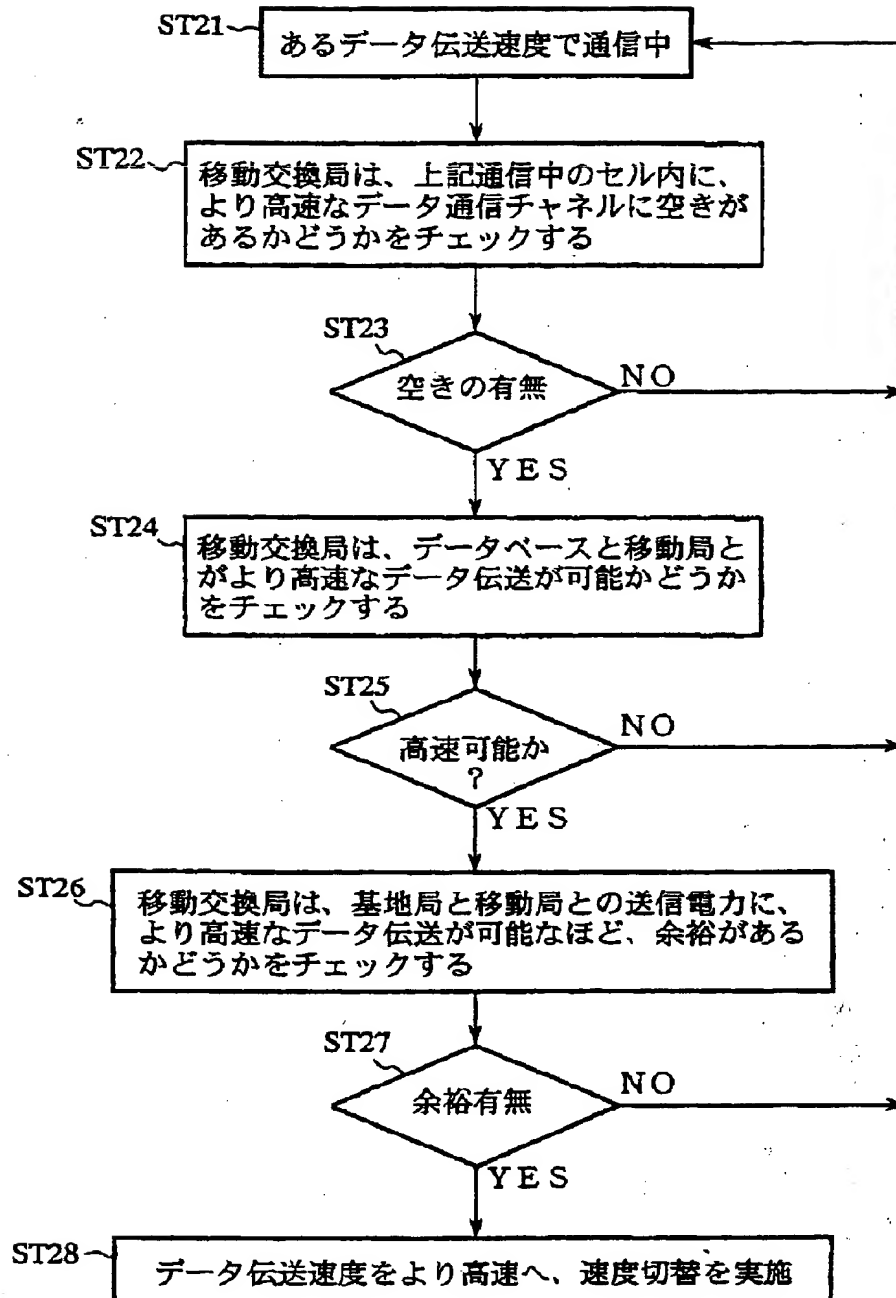 ST21
あるデータ伝送速度で通信中
ST22
移動交換局は、上記通信中のセル内に、
より高速なデータ通信チャネルに空きが
あるかどうかをチェックする
ST23
空きの有無
NO
YES
ST24
移動交換局は、データベースと移動局と
がより高速なデータ伝送が可能かどうか
をチェックする
ST25
高速可能か
?
NO
YES
ST26
移動交換局は、基地局と移動局との送信電力に、
より高速なデータ伝送が可能なほど、余裕がある
かどうかをチェックする
ST27
余裕有無
NO
YES
ST28
データ伝送速度をより高速へ、速度切替を実施